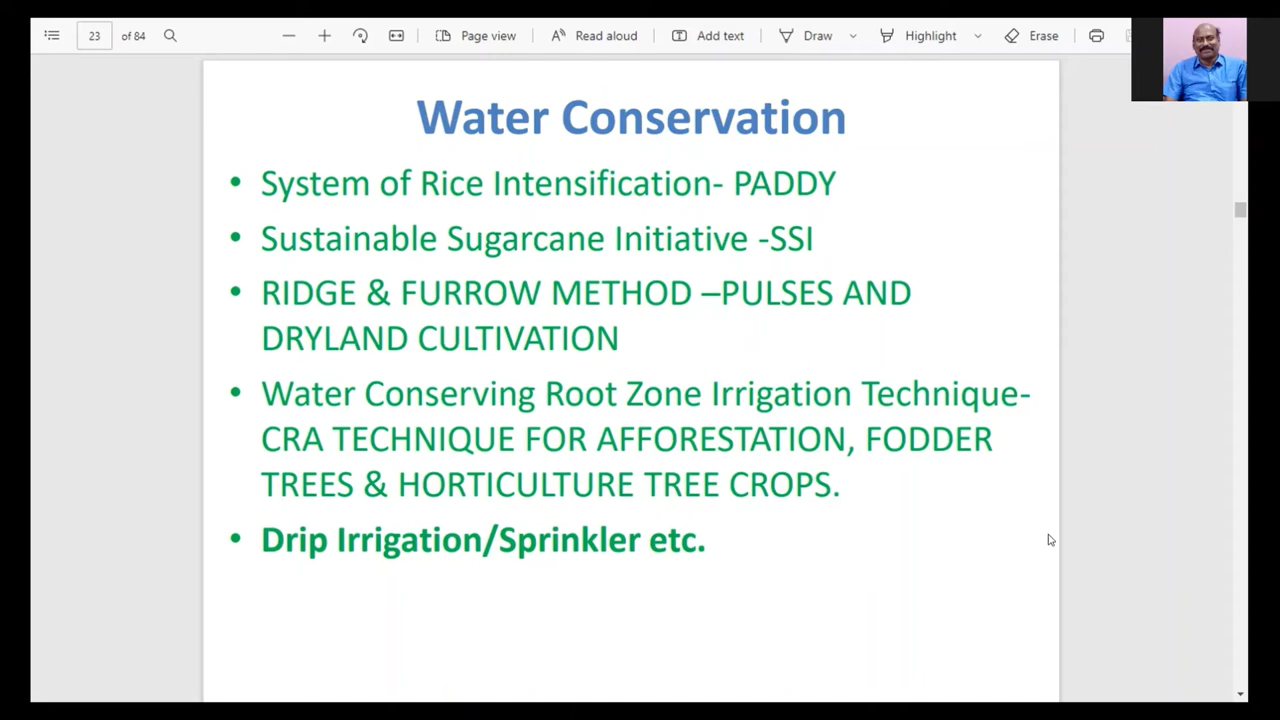 23 of 84 Page view Read aloud Add text Draw Highlight Erase
Water Conservation
• System of Rice Intensification- PADDY
• Sustainable Sugarcane Initiative -SSI
• RIDGE & FURROW METHOD –PULSES AND
DRYLAND CULTIVATION
• Water Conserving Root Zone Irrigation Technique-
CRA TECHNIQUE FOR AFFORESTATION, FODDER
TREES & HORTICULTURE TREE CROPS.
• Drip Irrigation/Sprinkler etc.